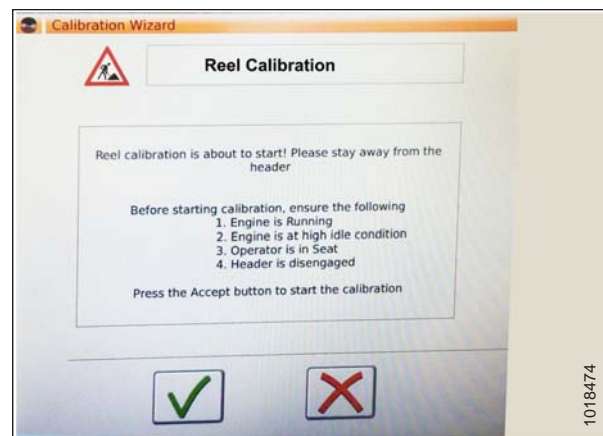 Calibration Wizard
Reel Calibration
Reel calibration is about to start! Please stay away from the
header
Before starting calibration, ensure the following
1. Engine is Running
2. Engine is at high idle condition
3. Operator is in Seat
4. Header is disengaged
Press the Accept button to start the calibration
1018474